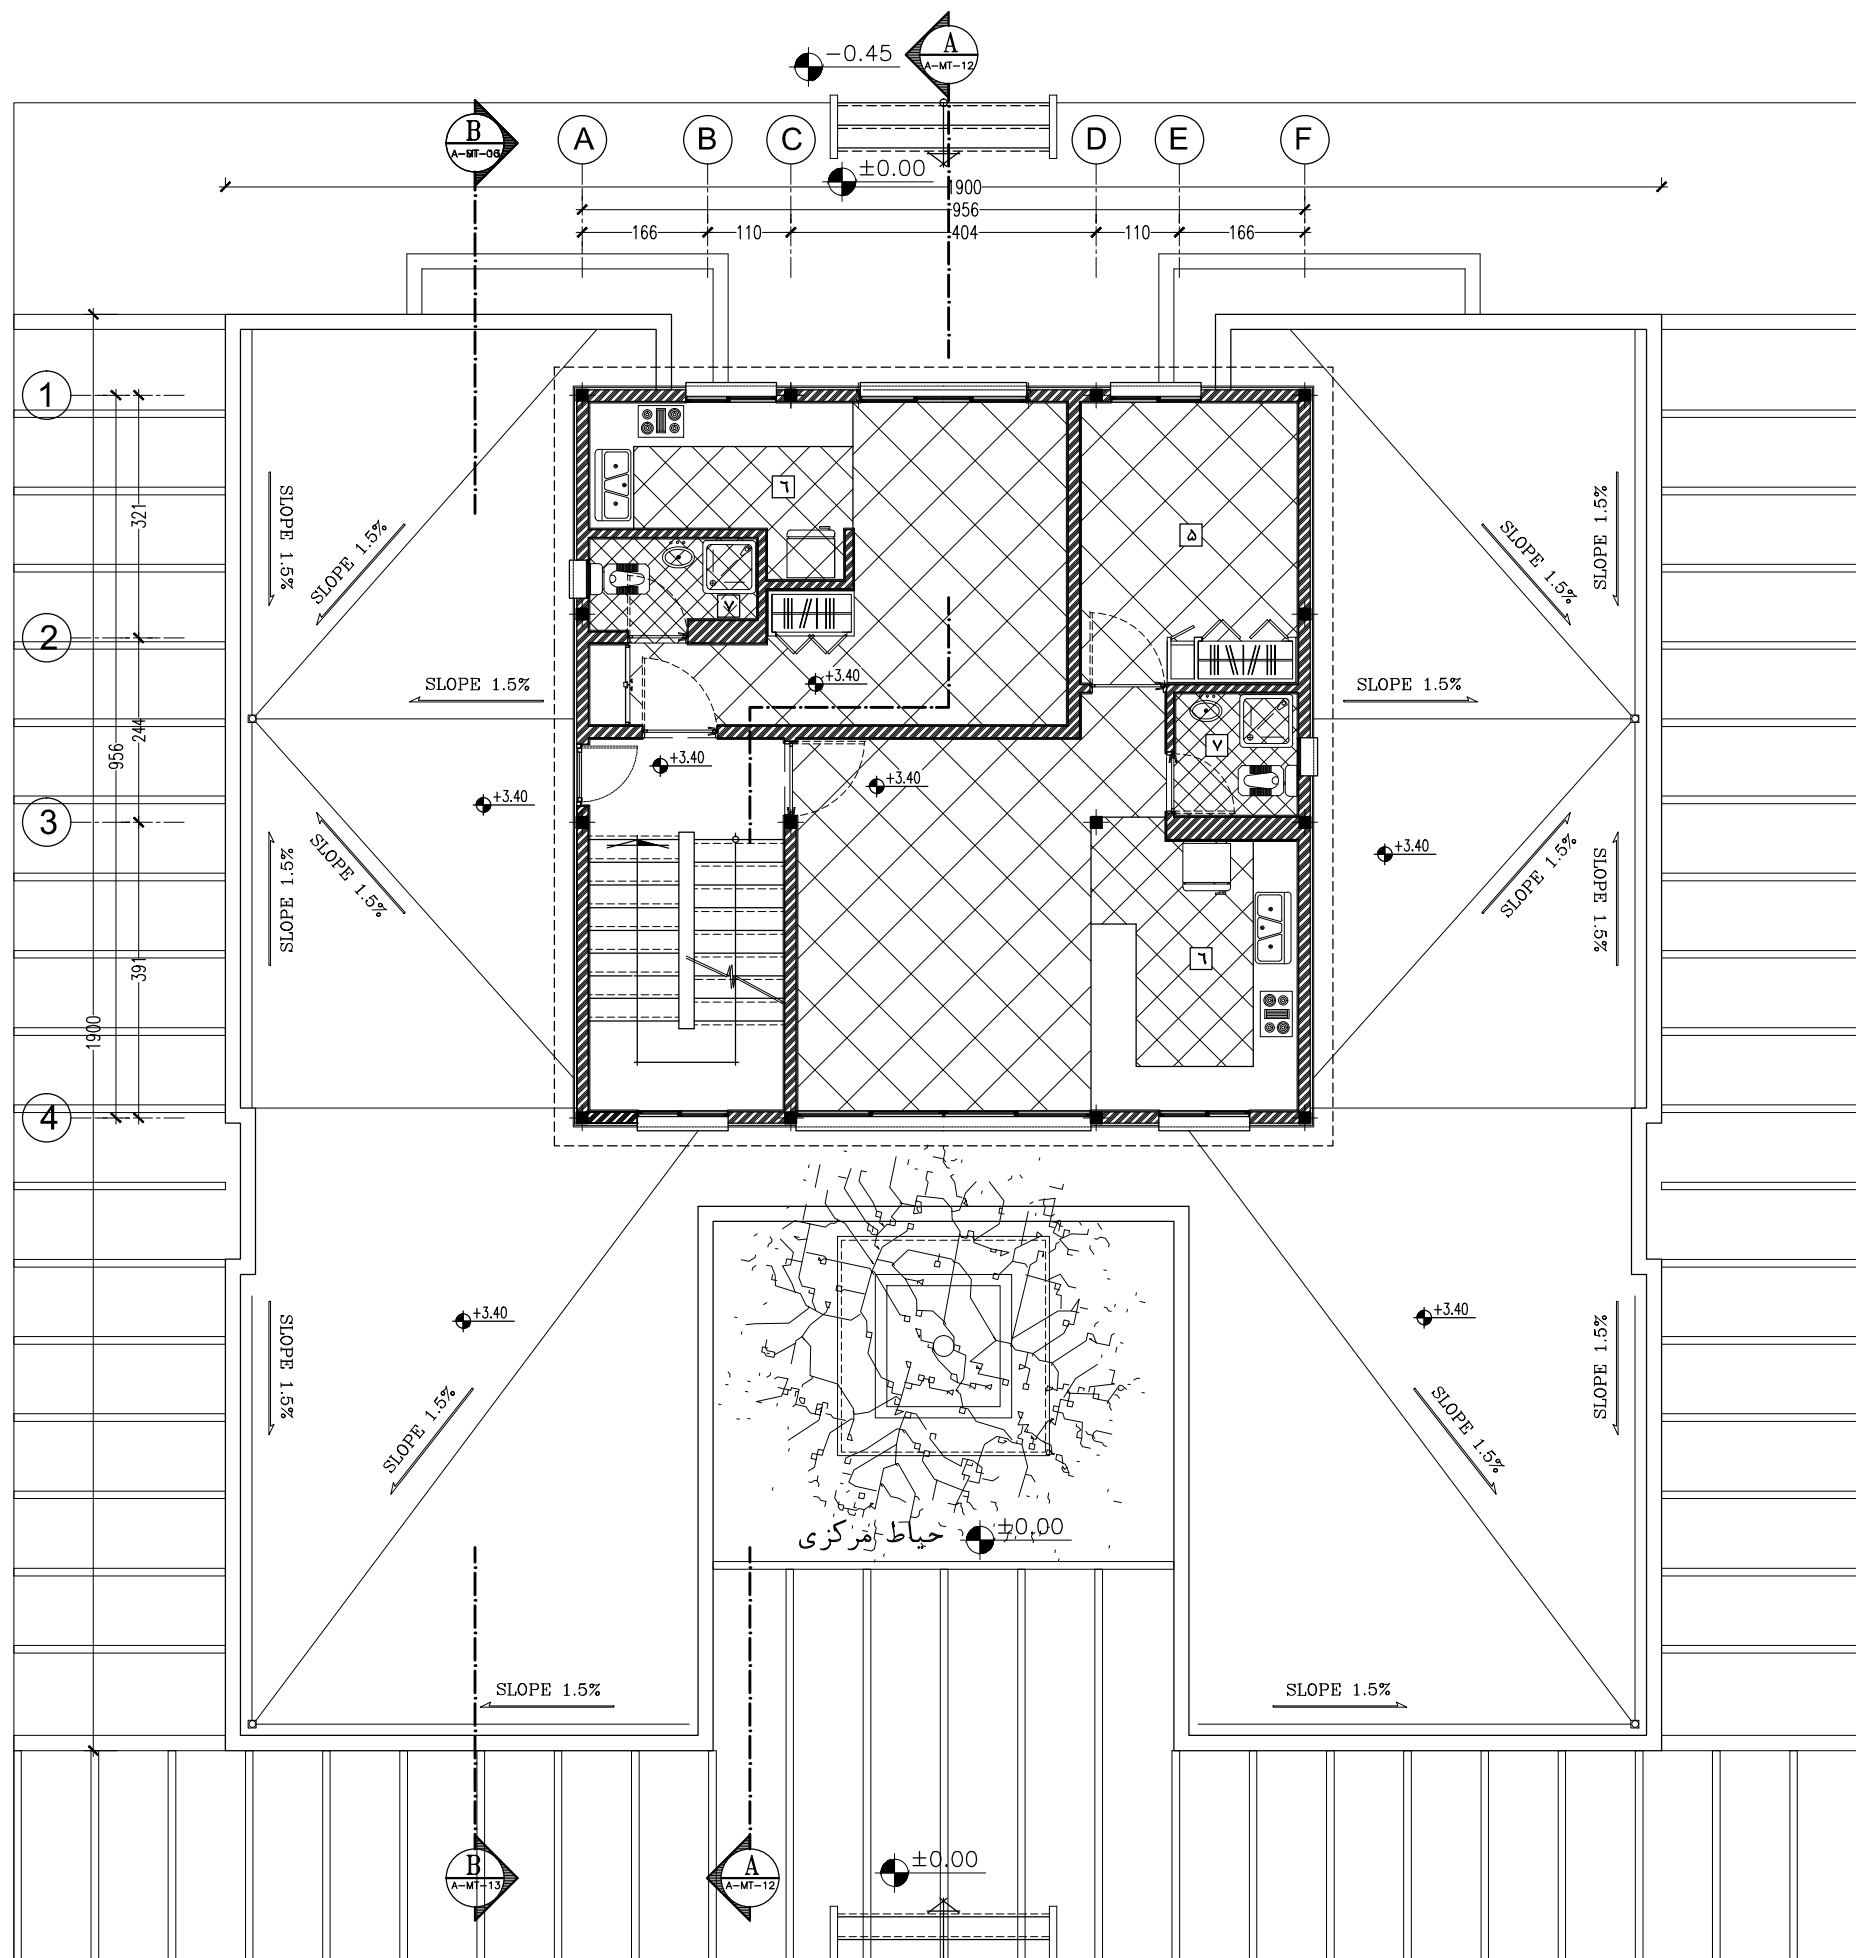 -0.45
A
A-MT-12
B
A
B
C
D
E
F
±0.00
1900
956
166
110
404
110
166
1
2
3
4
321
244
391
956
1900
SLOPE 1.5%
SLOPE 1.5%
SLOPE 1.5%
SLOPE 1.5%
SLOPE 1.5%
SLOPE 1.5%
SLOPE 1.5%
SLOPE 1.5%
SLOPE 1.5%
SLOPE 1.5%
٦
۵
٧
+3.40
+3.40
+3.40
+3.40
٧
+3.40
٦
+3.40
+3.40
SLOPE 1.5%
SLOPE 1.5%
SLOPE 1.5%
SLOPE 1.5%
حیاط مرکزی
±0.00
SLOPE 1.5%
SLOPE 1.5%
B
A-MT-13
A
A-MT-12
±0.00